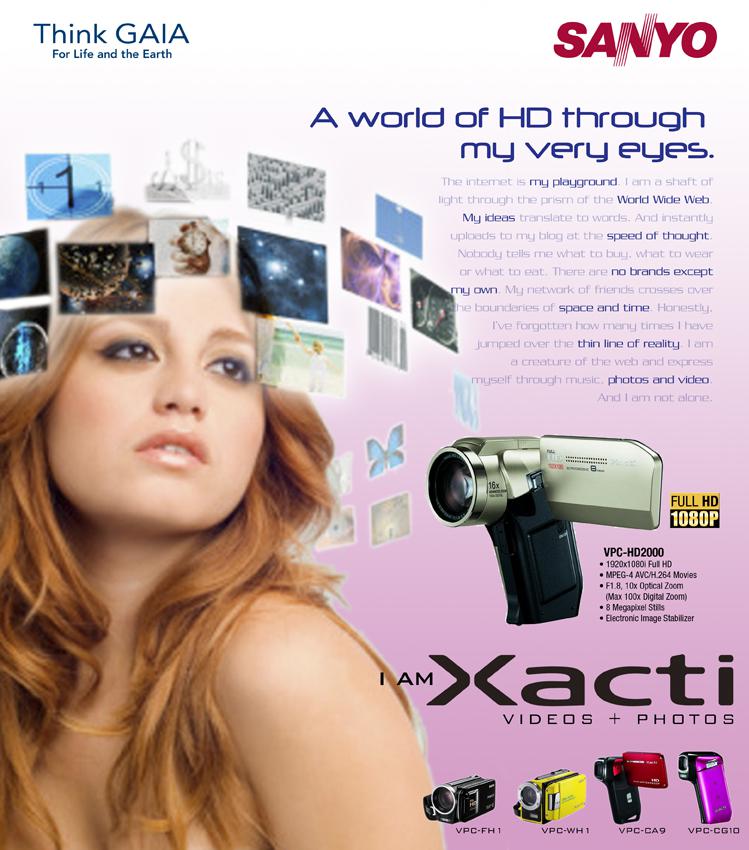 Think GAIA
For Life and the Earth
SANYO
A world of HD through
my very eyes.
The internet is my playground. I am a shaft of
light through the prism of the World Wide Web.
My ideas translate to words. And instantly
uploads to my blog at the speed of thought.
Nobody tells me what to buy, what to wear
or what to eat. There are no brands except
my own. My network of friends crosses over
the boundaries of space and time. Honestly,
I've forgotten how many times I have
jumped over the thin line of reality. I am
a creature of the web and express
myself through music, photos and video.
And I am not alone.
1
$
16x
FULL HD
1080P
VPC-HD2000
• 1920x1080i Full HD
• MPEG-4 AVC/H.264 Movies
• F1.8, 10x Optical Zoom
(Max 100x Digital Zoom)
• 8 Megapixel Stills
• Electronic Image Stabilizer
I AM Xacti
VIDEOS + PHOTOS
VPC-FH1
VPC-WH1
VPC-CA9
VPC-CG10